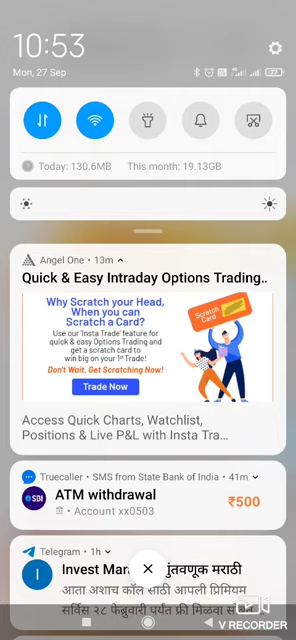 10:53
Mon, 27 Sep
Today: 130.6MB This month: 19.13GB
Angel One • 13m
Quick & Easy Intraday Options Trading..
Why Scratch your Head,
When you can
Scratch a Card?
Use our 'Insta Trade' feature for
quick & easy Options Trading and
get a scratch card to
win big on your 1st Trade!
Don't Wait, Get Scratching Now!
Trade Now
Scratch
Card
Access Quick Charts, Watchlist,
Positions & Live P&L with Insta Tra...
Truecaller • SMS from State Bank of India • 41m
SBI
ATM withdrawal
• Account xx0503
₹500
Telegram • 1h
I
Invest Mar गुंतवणूक मराठी
आता अशाच कॉल साठी आपली प्रिमियम
सर्विस २८ फेब्रुवारी पर्यंत फ्री मिळवा
V RECORDER